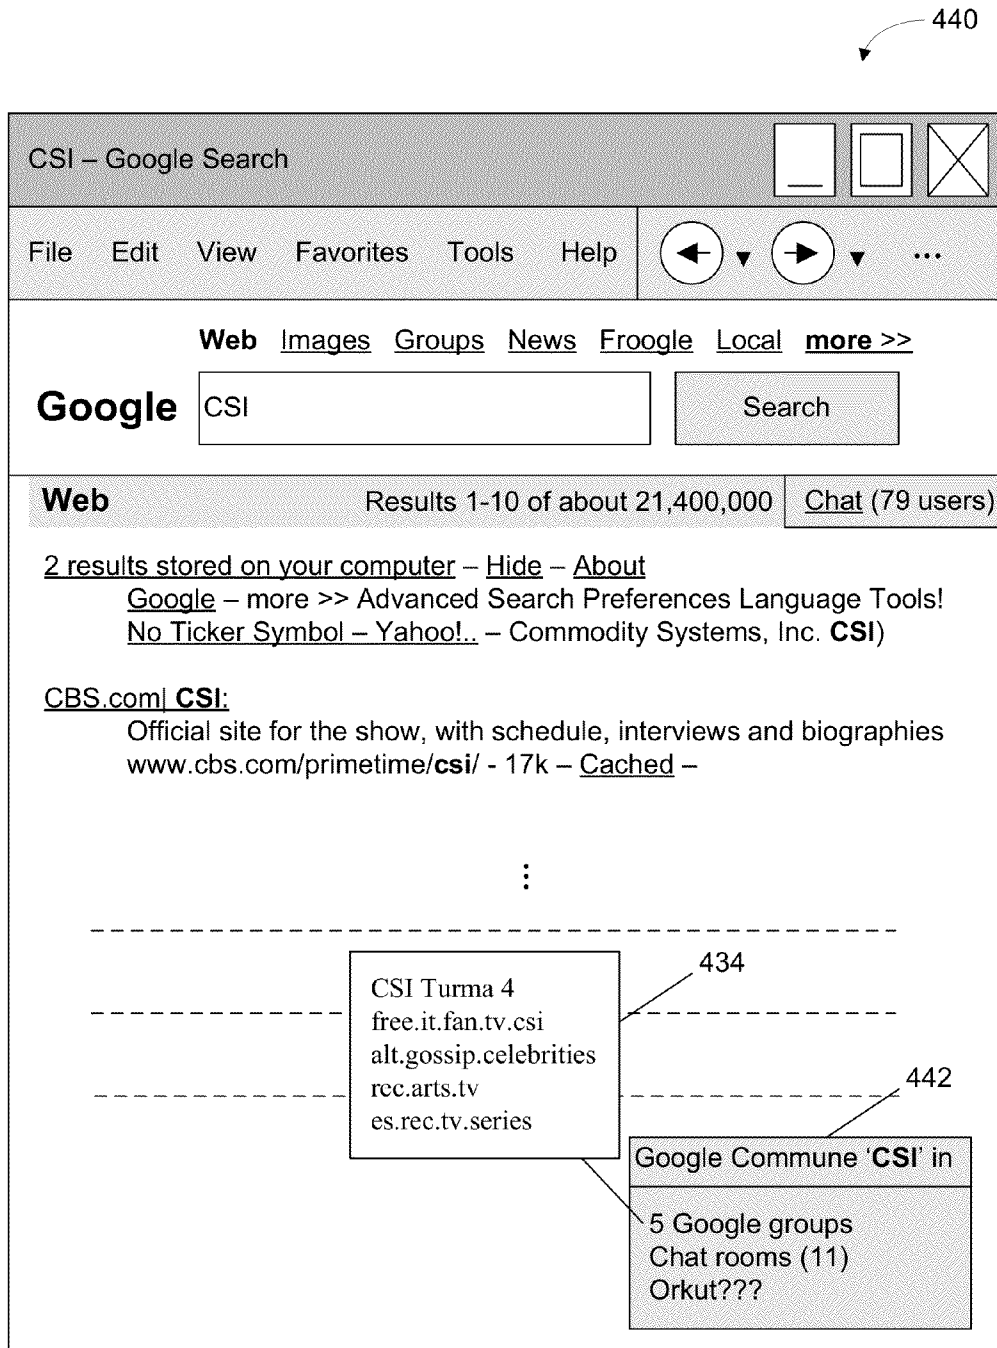 440
CSI – Google Search
File Edit View Favorites Tools Help ...
Web Images Groups News Froogle Local more >>
Google CSI Search
Web Results 1-10 of about 21,400,000 Chat (79 users)
2 results stored on your computer – Hide – About
Google – more >> Advanced Search Preferences Language Tools!
No Ticker Symbol – Yahoo!.. – Commodity Systems, Inc. CSI)
CBS.com| CSI:
Official site for the show, with schedule, interviews and biographies
www.cbs.com/primetime/csi/ - 17k – Cached –
434
CSI Turma 4
free.it.fan.tv.csi
alt.gossip.celebrities
rec.arts.tv
es.rec.tv.series
442
Google Commune ‘CSI’ in
5 Google groups
Chat rooms (11)
Orkut???